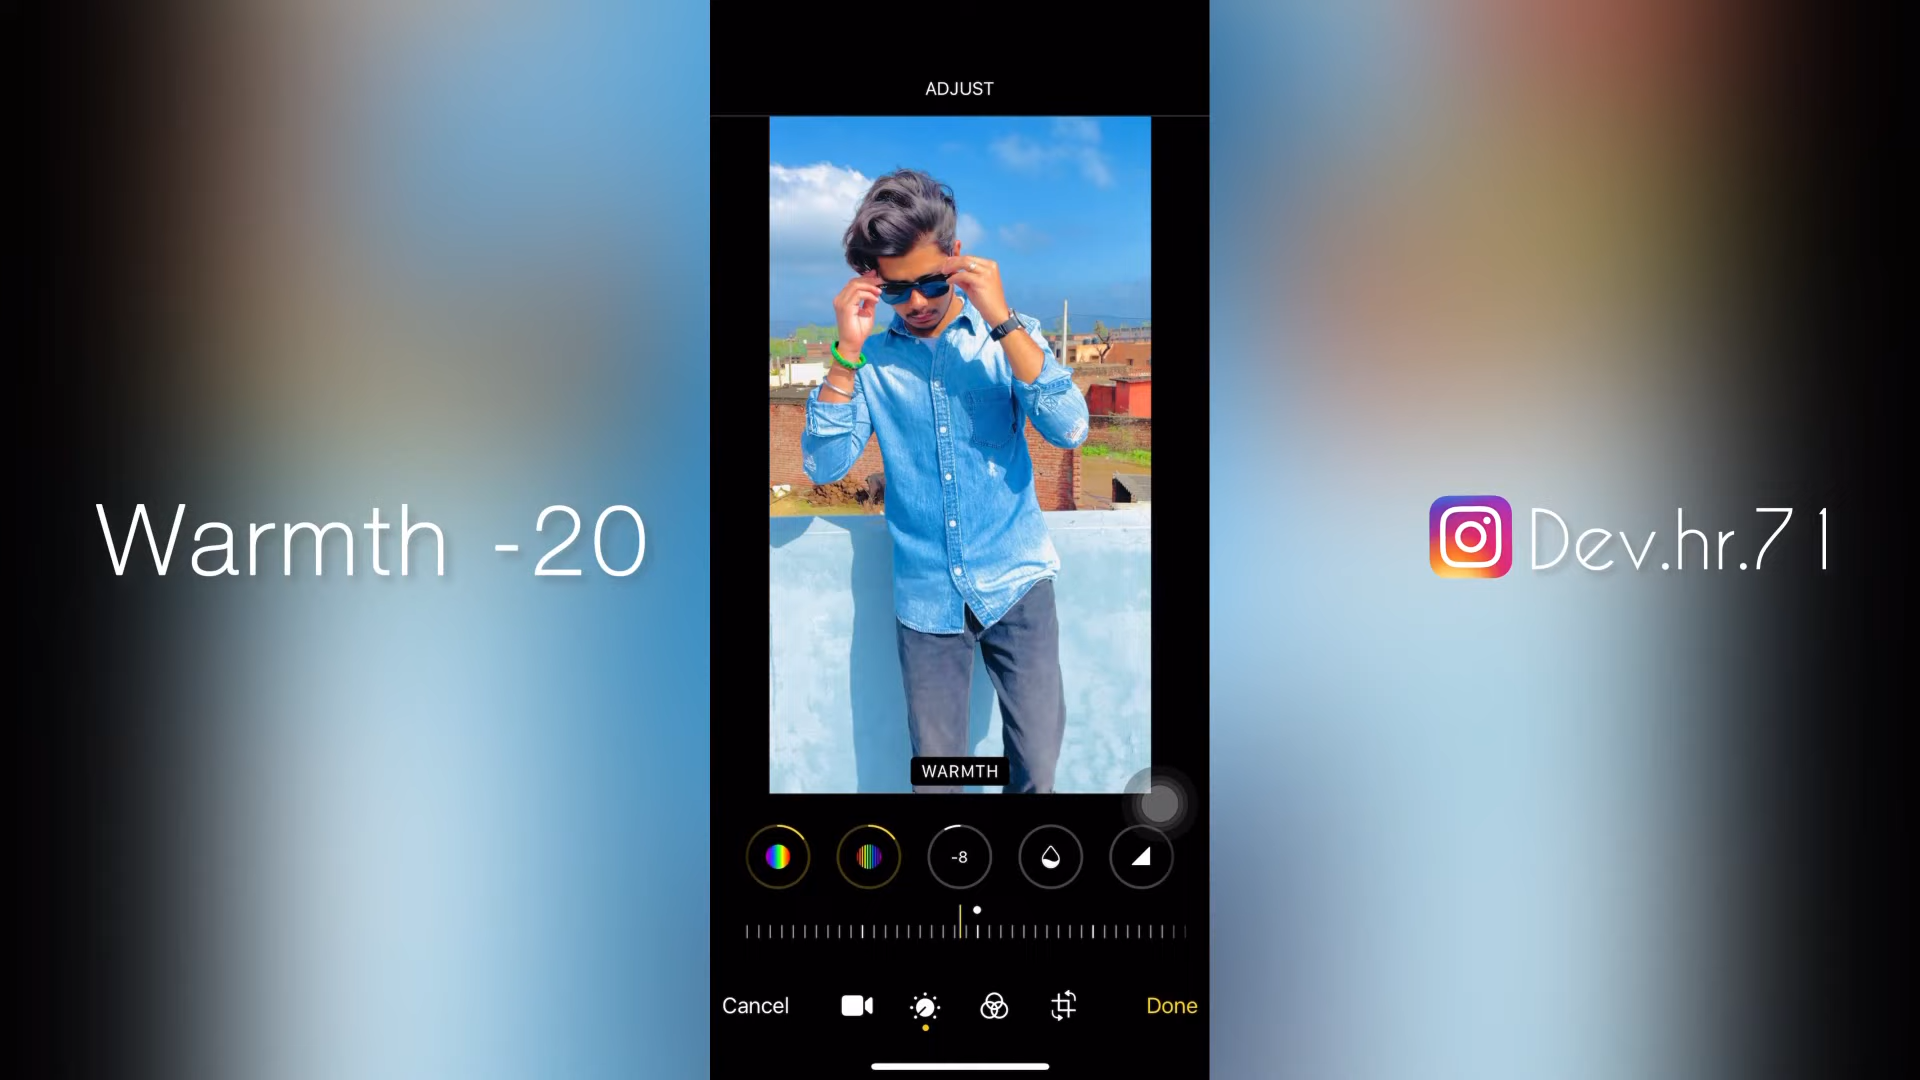 ADJUST
Warmth -20
Dev.hr.71
WARMTH
-8
Cancel
Done